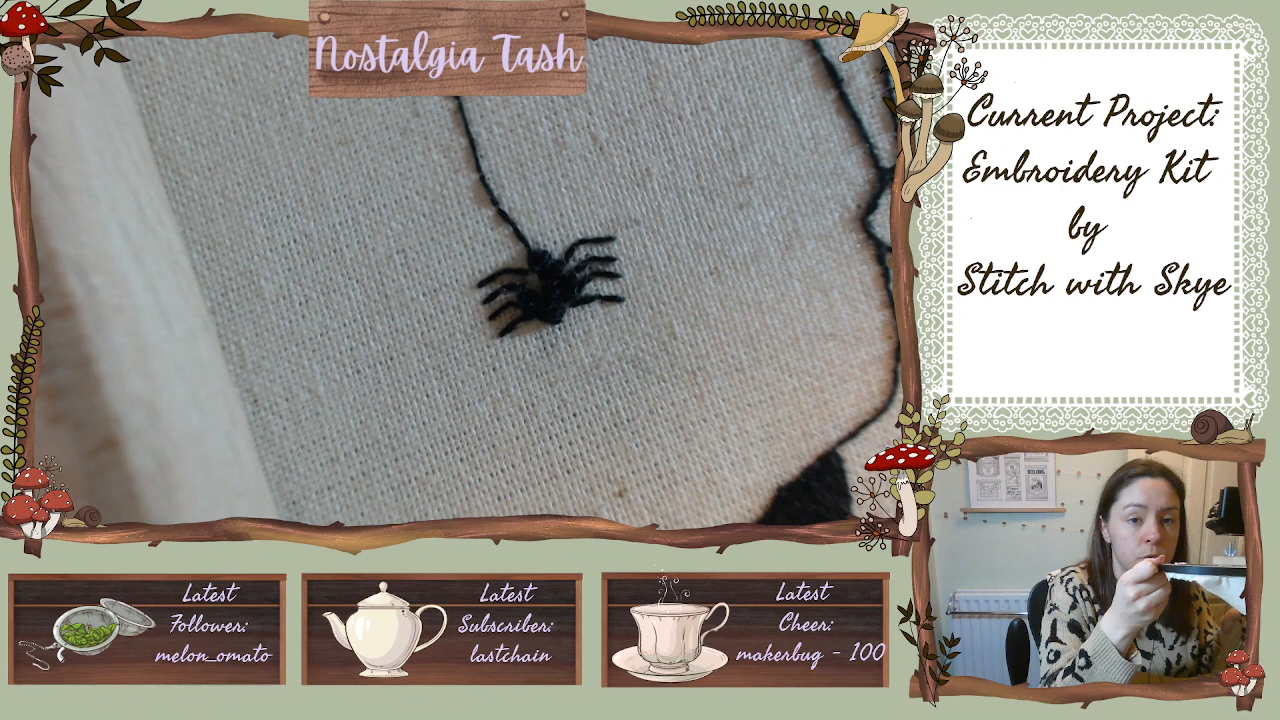 Nostalgia Tash
Current Project:
Embroidery Kit
by
Stitch with Skye
Latest
Follower:
melon_omato
Latest
Subscriber:
lastchain
Latest
Cheer:
makerbug - 100